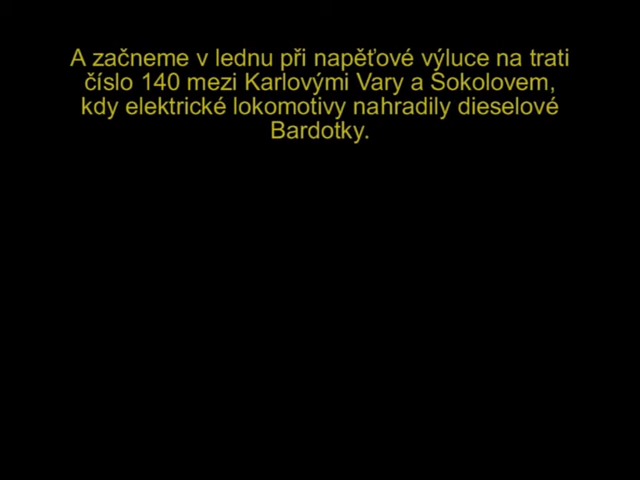 A začneme v lednu při napěťové výluce na trati
číslo 140 mezi Karlovými Vary a Sokolovem,
kdy elektrické lokomotivy nahradily dieselové
Bardotky.